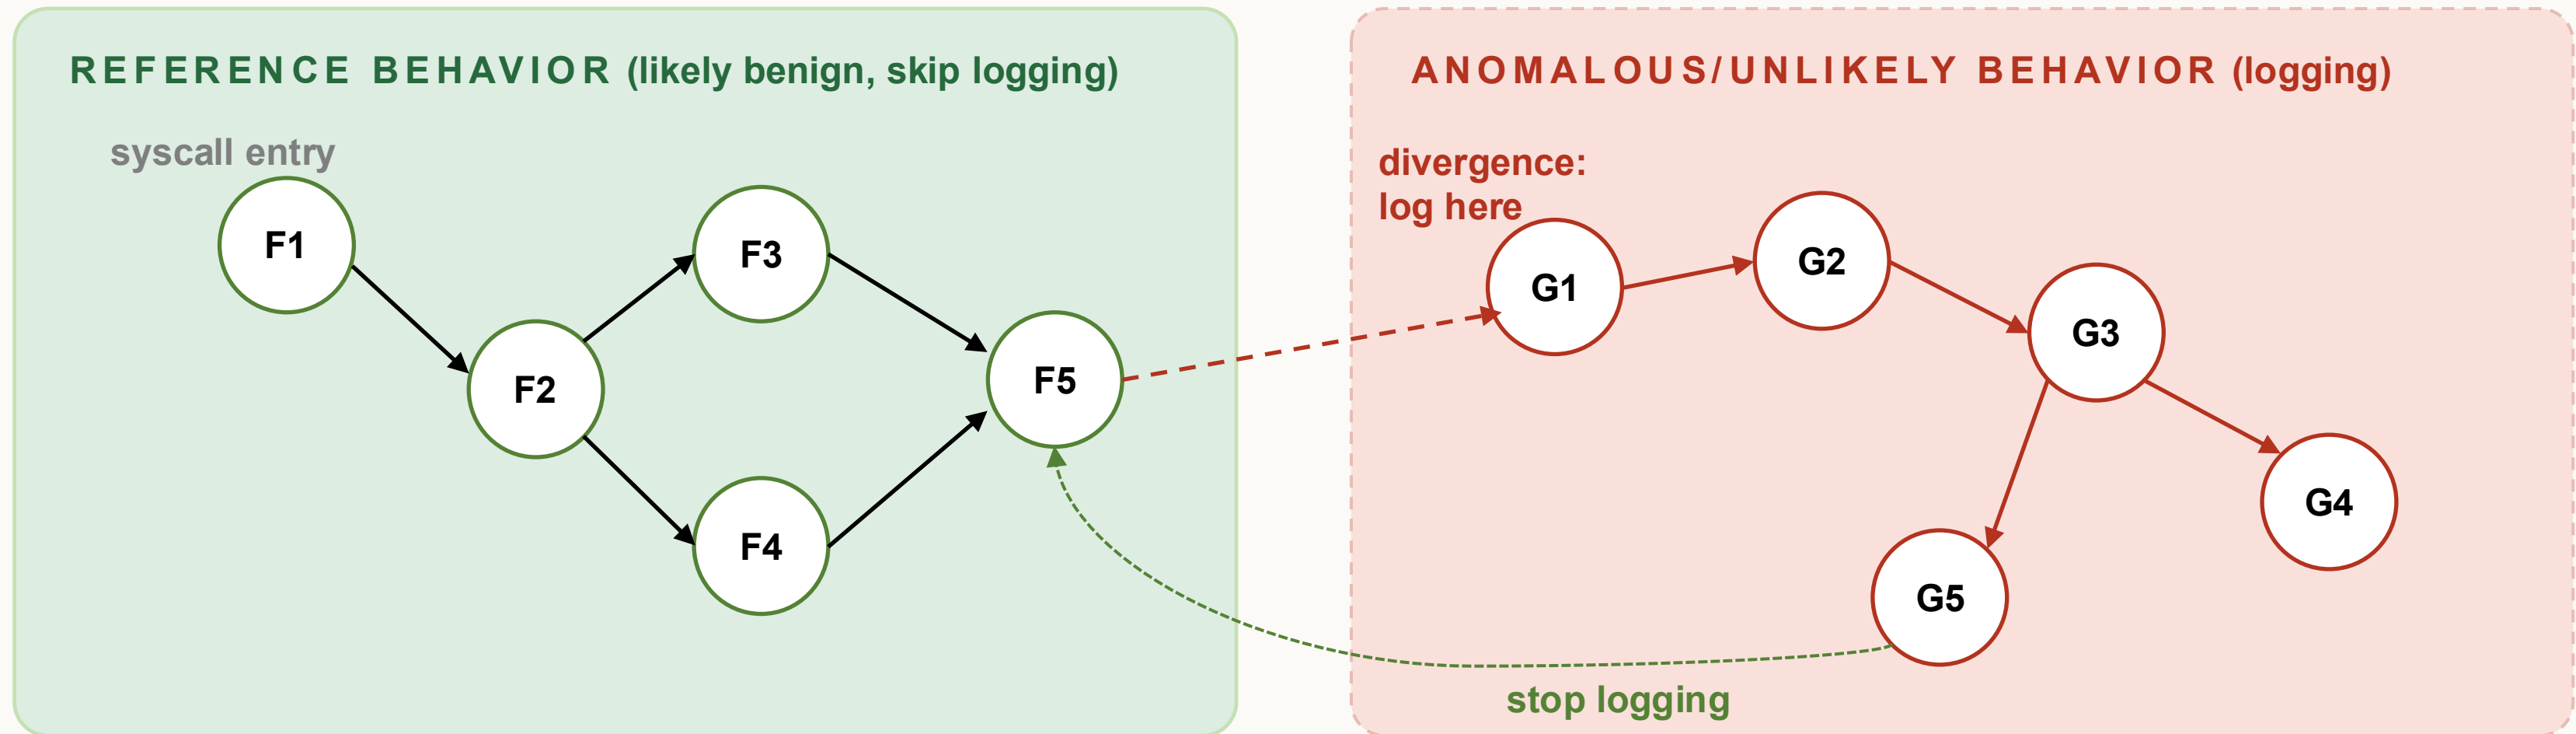 REFERENCE BEHAVIOR (likely benign, skip logging)
syscall entry
F1
F2
F3
F4
F5
ANOMALOUS/UNLIKELY BEHAVIOR (logging)
divergence:
log here
G1
G2
G3
G4
G5
stop logging